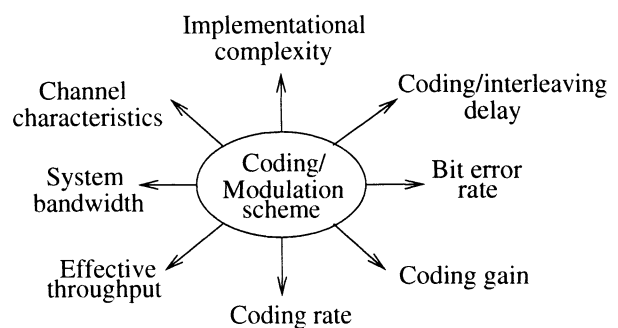 Implementational
complexity
Channel
characteristics
Coding/interleaving
delay
Coding/
Modulation
scheme
System
bandwidth
Bit error
rate
Effective
throughput
Coding gain
Coding rate